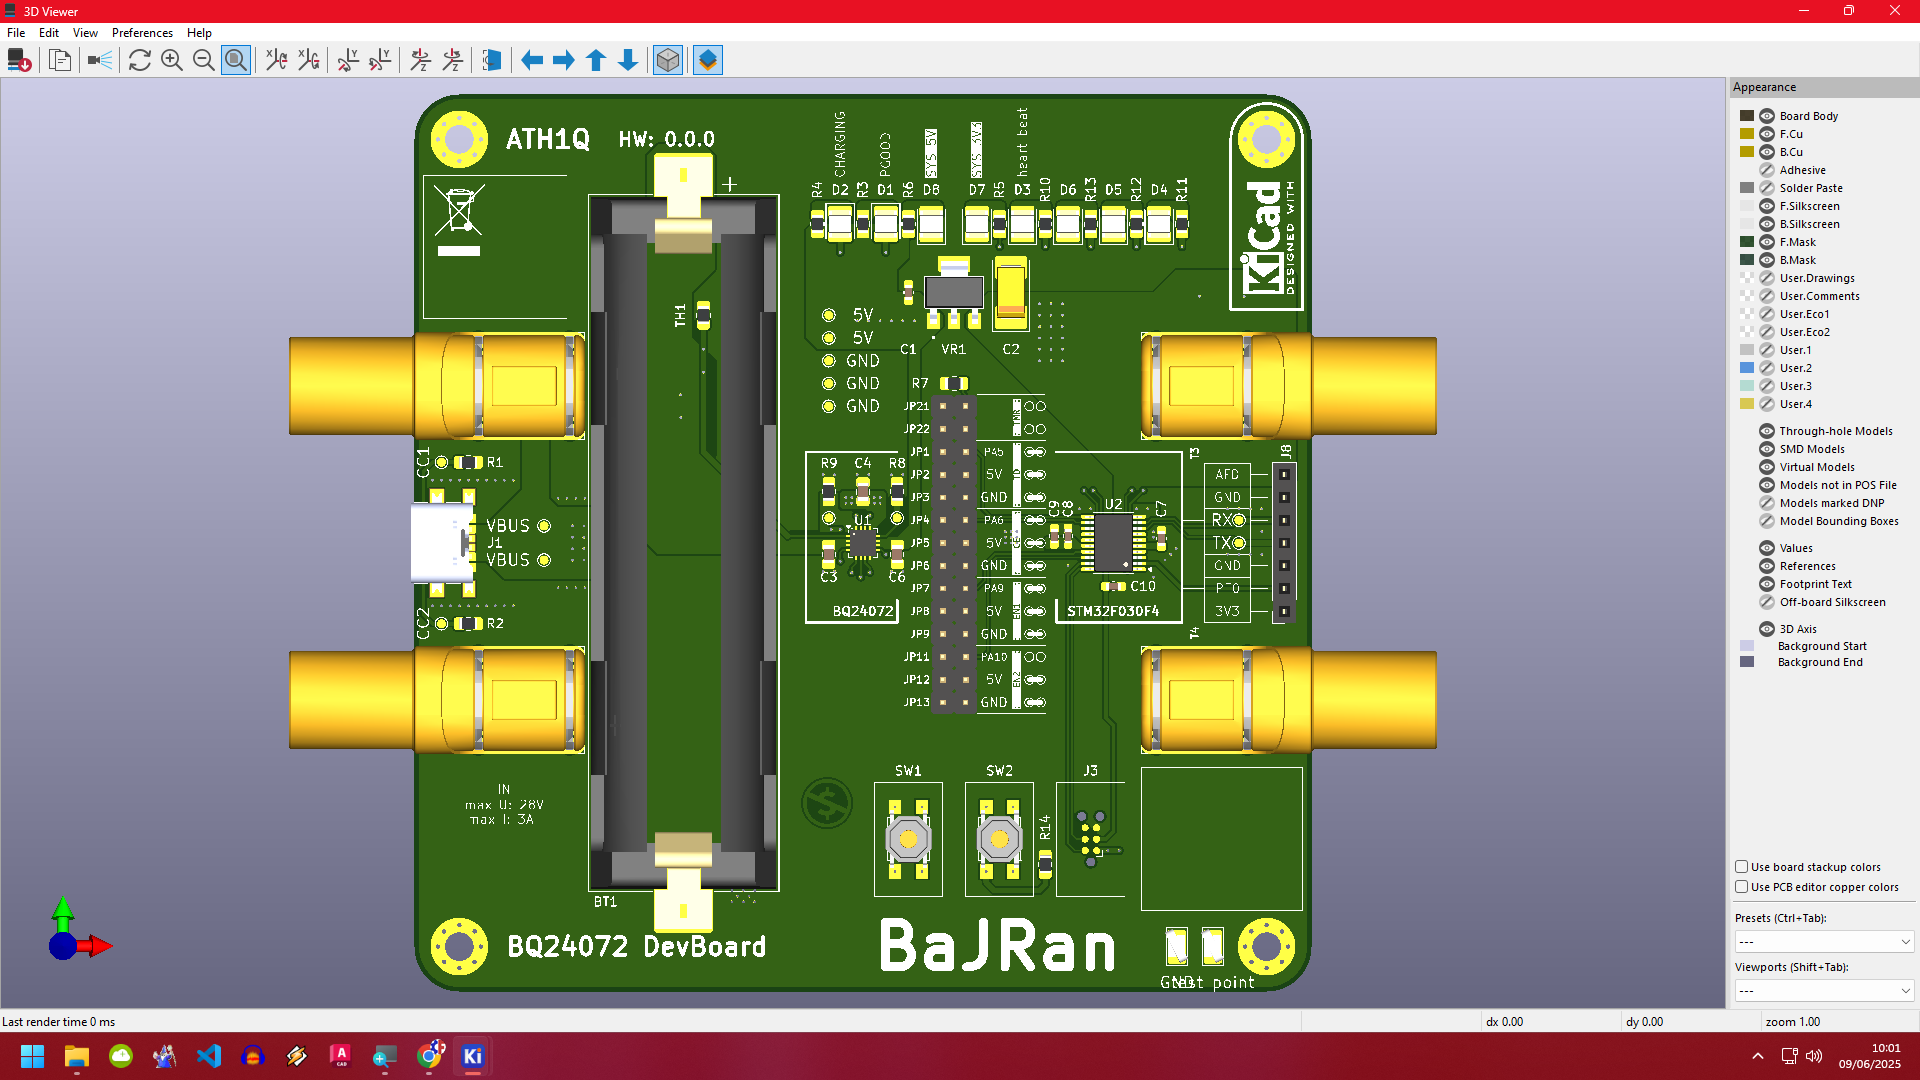 3D Viewer
File Edit View Preferences Help
ATH1Q HW: 0.0.0
CHARGING
PGOOD
SYS 5V
SYS 3V3
heart beat
R4 D2 R3 D1 R6 D8 D7 R5 D3 R10 D6 R13 D5 R12 D4 R11
KiCad
DESIGNED WITH
+
TH1
5V
5V
GND
GND
GND
C1 VR1 C2
R7
JP21
JP22
JP1
JP2
JP3
JP4
JP5
JP6
JP7
JP8
JP9
JP11
JP12
JP13
TMR
PA5
5V
GND
TD
PA6
5V
GND
CE
PA9
5V
GND
EN1
PA10
5V
GND
EN2
CC1 R1
VBUS
J1
VBUS
CC2 R2
R9 C4 R8
U1
C3 C6
BQ24072
C9 C8 U2 C7
C10
STM32F030F4
T3
T4
J8
GND
RX
TX
GND
3V3
IN
max U: 28V
max I: 3A
SW1 SW2 J3
R14
BT1
BQ24072 DevBoard
BaJRan
GND
test point
Appearance
Board Body
F.Cu
B.Cu
Adhesive
Solder Paste
F.Silkscreen
B.Silkscreen
F.Mask
B.Mask
User.Drawings
User.Comments
User.Eco1
User.Eco2
User.1
User.2
User.3
User.4
Through-hole Models
SMD Models
Virtual Models
Models not in POS File
Models marked DNP
Model Bounding Boxes
Values
References
Footprint Text
Off-board Silkscreen
3D Axis
Background Start
Background End
Use board stackup colors
Use PCB editor copper colors
Presets (Ctrl+Tab):
---
Viewports (Shift+Tab):
---
Last render time 0 ms
dx 0.00
dy 0.00
zoom 1.00
A
CAD
Ki
10:01
09/06/2025